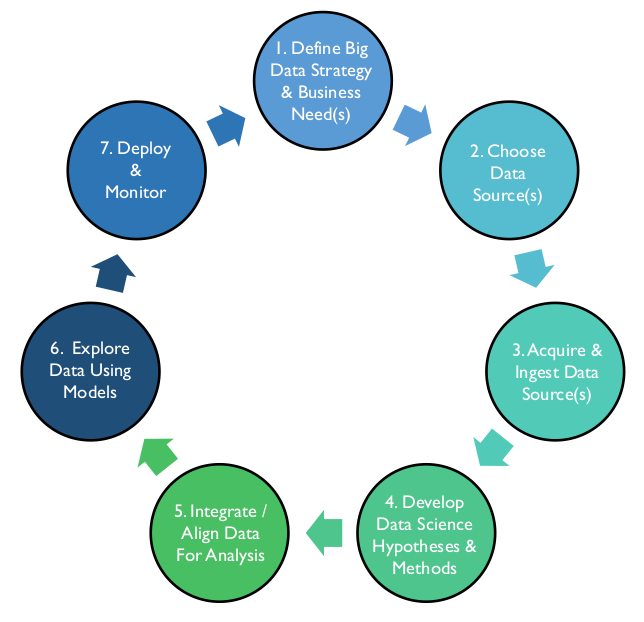 1. Define Big
Data Strategy
& Business
Need(s)
2. Choose
Data
Source(s)
3. Acquire &
Ingest Data
Source(s)
4. Develop
Data Science
Hypotheses &
Methods
5. Integrate /
Align Data
For Analysis
6. Explore
Data Using
Models
7. Deploy
&
Monitor